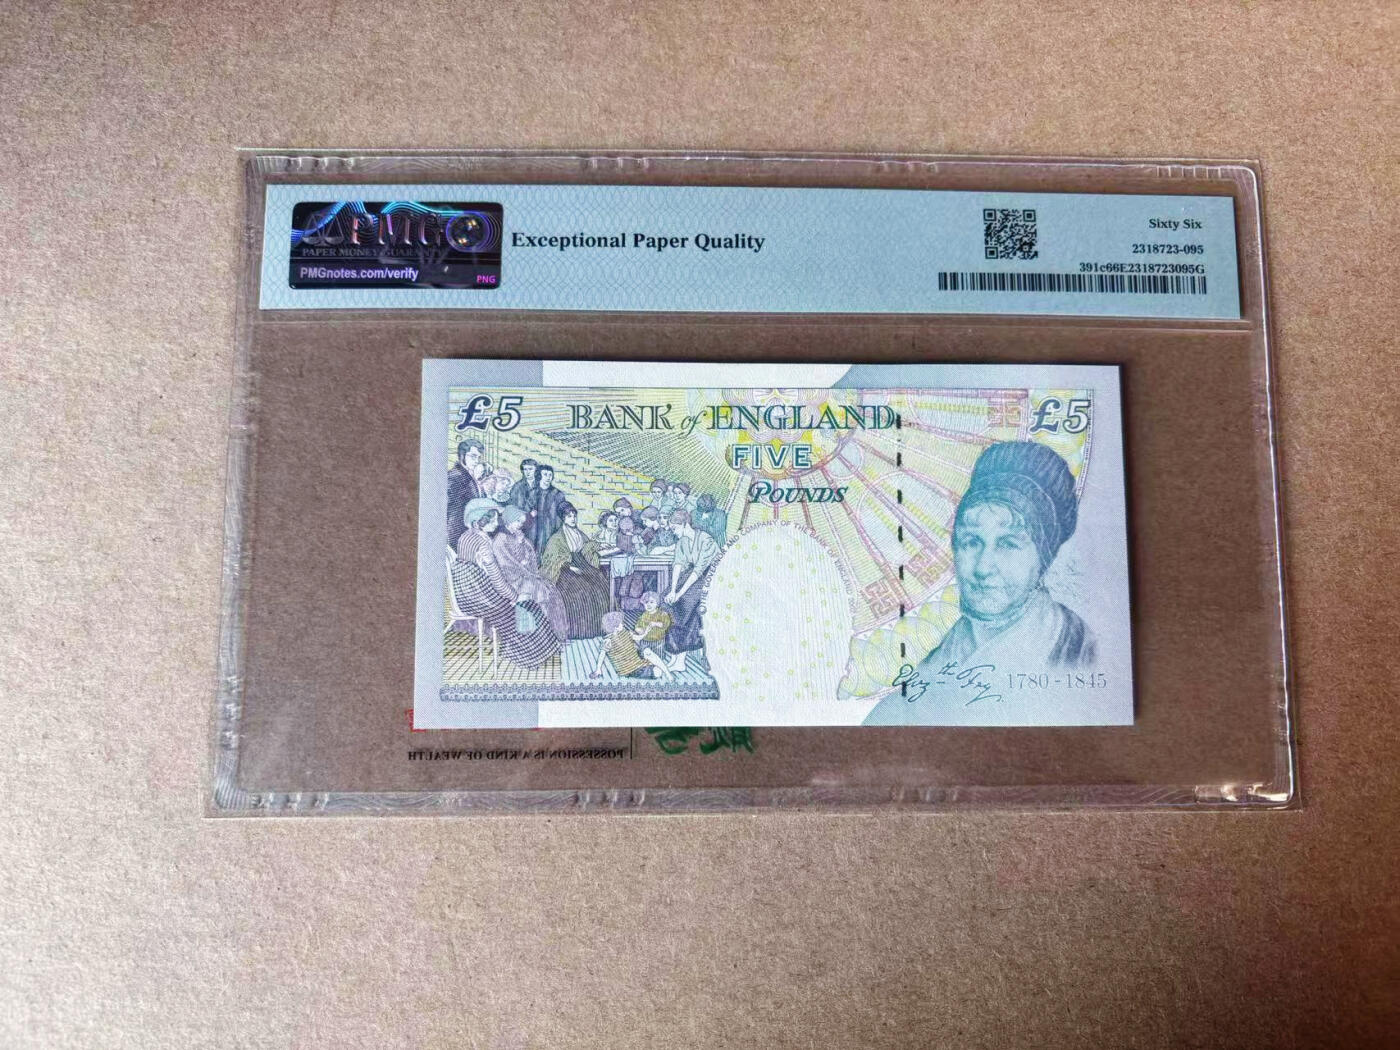 PMG
PAPER MONEY GUARANTY
PMGnotes.com/verify
PNG
Exceptional Paper Quality
Sixty Six
2318723-095
391c66E2318723095G
£5
BANK of ENGLAND
£5
FIVE
POUNDS
THE GOVERNOR AND COMPANY OF THE BANK OF ENGLAND
Elizth Fry
1780 - 1845
POSSESSION IS A KIND OF WEALTH